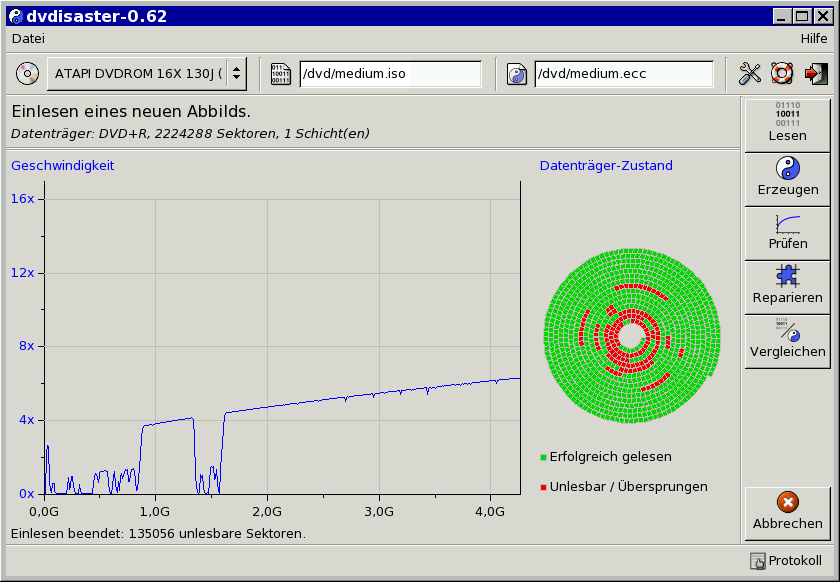 dvdisaster-0.62
Datei Hilfe
ATAPI DVDROM 16X 130J ( /dvd/medium.iso /dvd/medium.ecc
Einlesen eines neuen Abbilds.
Datenträger: DVD+R, 2224288 Sektoren, 1 Schicht(en)
Geschwindigkeit
16x
12x
8x
4x
0x
0,0G 1,0G 2,0G 3,0G 4,0G
Datenträger-Zustand
Erfolgreich gelesen
Unlesbar / Übersprungen
Einlesen beendet: 135056 unlesbare Sektoren.
01110
10011
00111
Lesen
Erzeugen
Prüfen
Reparieren
Vergleichen
Abbrechen
Protokoll